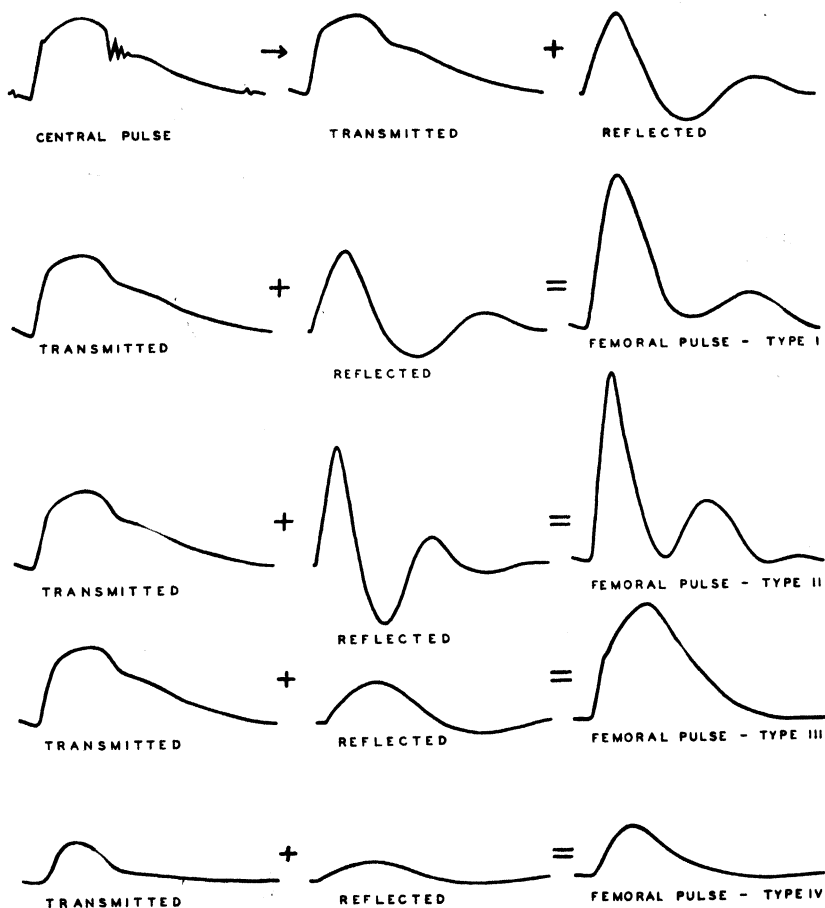 CENTRAL PULSE
→
TRANSMITTED
+
REFLECTED
TRANSMITTED
+
REFLECTED
=
FEMORAL PULSE - TYPE I
TRANSMITTED
+
REFLECTED
=
FEMORAL PULSE - TYPE II
TRANSMITTED
+
REFLECTED
=
FEMORAL PULSE - TYPE III
TRANSMITTED
+
REFLECTED
=
FEMORAL PULSE - TYPE IV